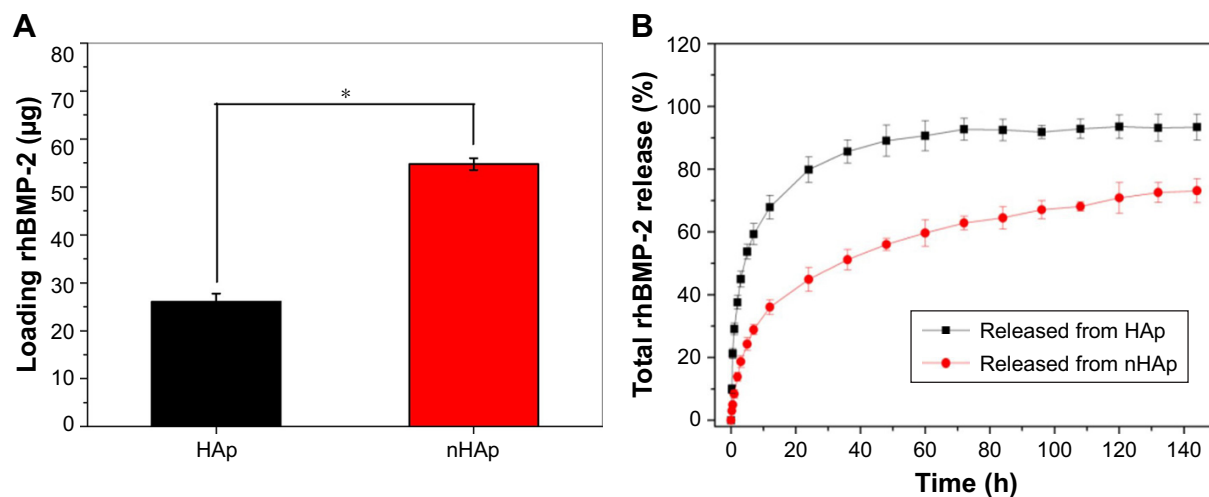 A
Loading rhBMP-2 (µg)
80
70
60
50
40
30
20
10
0
*
HAp
nHAp
B
Total rhBMP-2 release (%)
120
100
80
60
40
20
0
Released from HAp
Released from nHAp
0 20 40 60 80 100 120 140
Time (h)